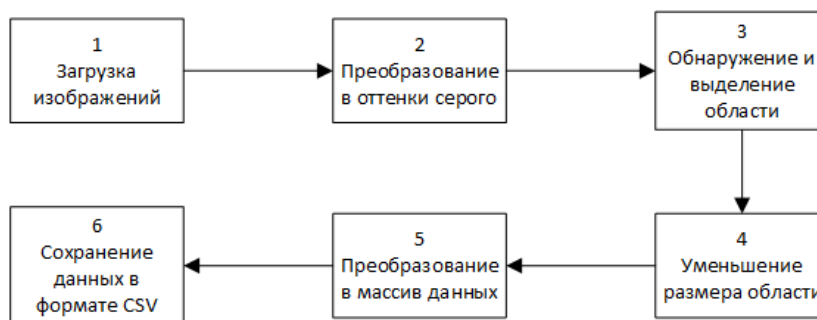 1
Загрузка
изображений
2
Преобразование
в оттенки серого
3
Обнаружение и
выделение
области
4
Уменьшение
размера области
5
Преобразование
в массив данных
6
Сохранение
данных в
формате CSV